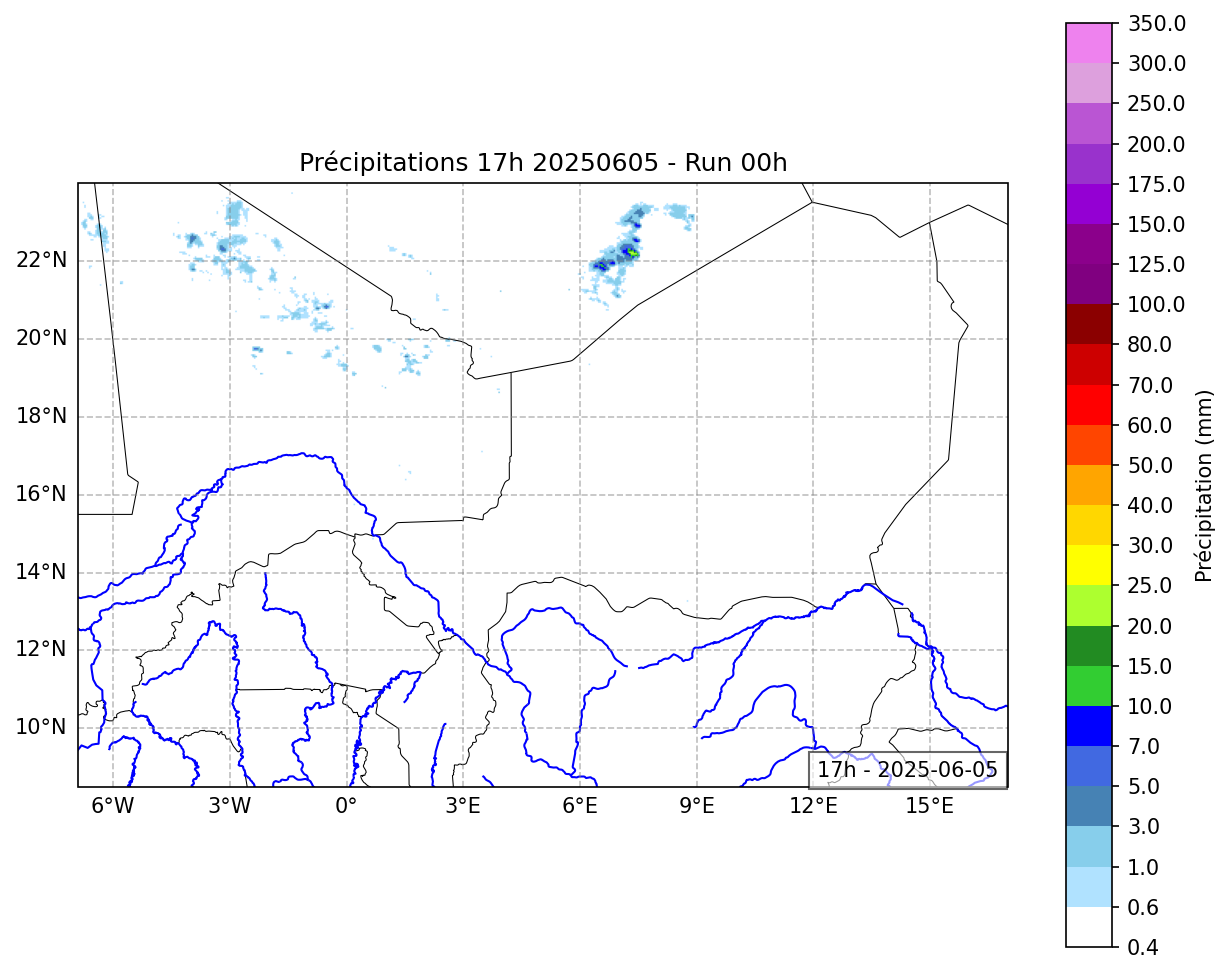 Précipitations 17h 20250605 - Run 00h
22°N
20°N
18°N
16°N
14°N
12°N
10°N
6°W
3°W
0°
3°E
6°E
9°E
12°E
15°E
17h - 2025-06-05
350.0
300.0
250.0
200.0
175.0
150.0
125.0
100.0
80.0
70.0
60.0
50.0
40.0
30.0
25.0
20.0
15.0
10.0
7.0
5.0
3.0
1.0
0.6
0.4
Précipitation (mm)